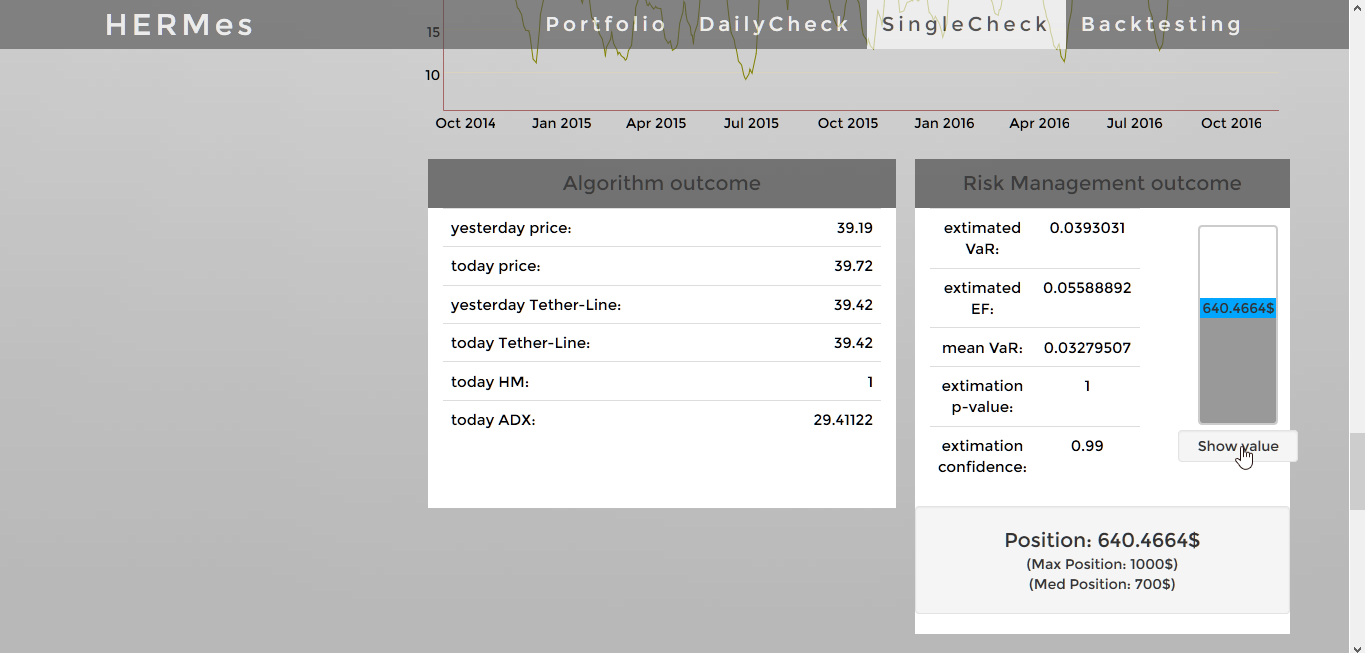 HERMes Portfolio DailyCheck SingleCheck Backtesting
15
10
Oct 2014 Jan 2015 Apr 2015 Jul 2015 Oct 2015 Jan 2016 Apr 2016 Jul 2016 Oct 2016
Algorithm outcome
yesterday price: 39.19
today price: 39.72
yesterday Tether-Line: 39.42
today Tether-Line: 39.42
today HM: 1
today ADX: 29.41122
Risk Management outcome
extimated 0.0393031
VaR:
extimated 0.05588892
EF:
mean VaR: 0.03279507
extimation 1
p-value:
extimation 0.99
confidence:
640.4664$
Show value
Position: 640.4664$
(Max Position: 1000$)
(Med Position: 700$)